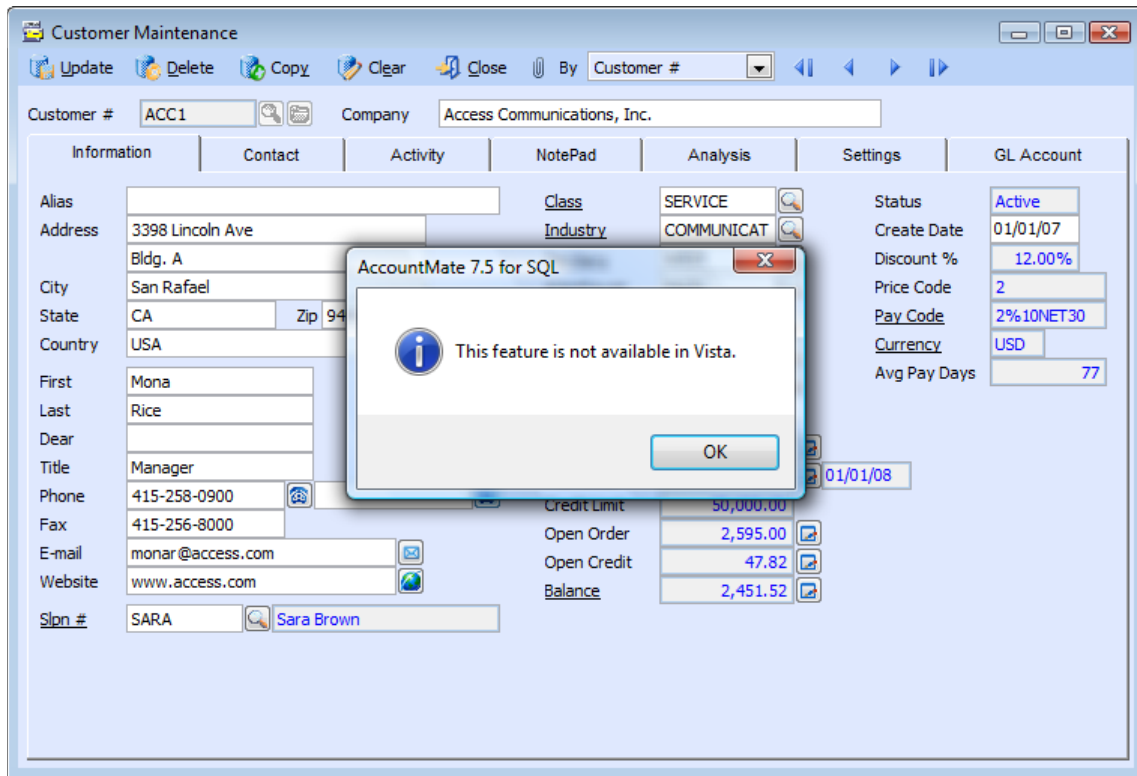 Customer Maintenance
Update Delete Copy Clear Close By Customer #
Customer # ACC1 Company Access Communications, Inc.
Information Contact Activity NotePad Analysis Settings GL Account
Alias Class SERVICE Status Active
Address 3398 Lincoln Ave Industry COMMUNICAT Create Date 01/01/07
Bldg. A Discount % 12.00%
AccountMate 7.5 for SQL
City San Rafael Price Code 2
State CA Zip 94 Pay Code 2%10NET30
Country USA Currency USD
This feature is not available in Vista.
First Mona Avg Pay Days 77
Last Rice
Dear
OK
Title Manager
Phone 415-258-0900 01/01/08
Credit Limit 50,000.00
Fax 415-256-8000 Open Order 2,595.00
E-mail monar@access.com Open Credit 47.82
Website www.access.com Balance 2,451.52
Slpn # SARA Sara Brown